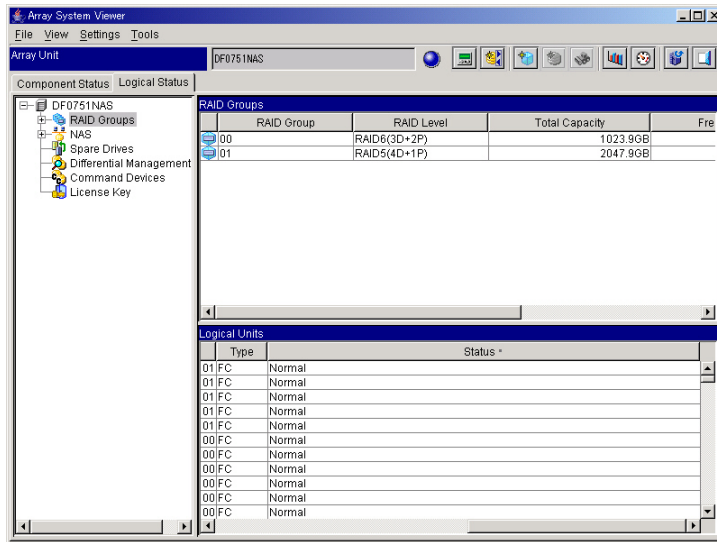 Array System Viewer
File View Settings Tools
Array Unit
DF0751NAS
Component Status Logical Status
DF0751NAS
RAID Groups
NAS
Spare Drives
Differential Management
Command Devices
License Key
RAID Groups
RAID Group RAID Level Total Capacity Fre
00 RAID6(3D+2P) 1023.9GB
01 RAID5(4D+1P) 2047.9GB
Logical Units
Type Status
01 FC Normal
01 FC Normal
01 FC Normal
01 FC Normal
01 FC Normal
00 FC Normal
00 FC Normal
00 FC Normal
00 FC Normal
00 FC Normal
00 FC Normal